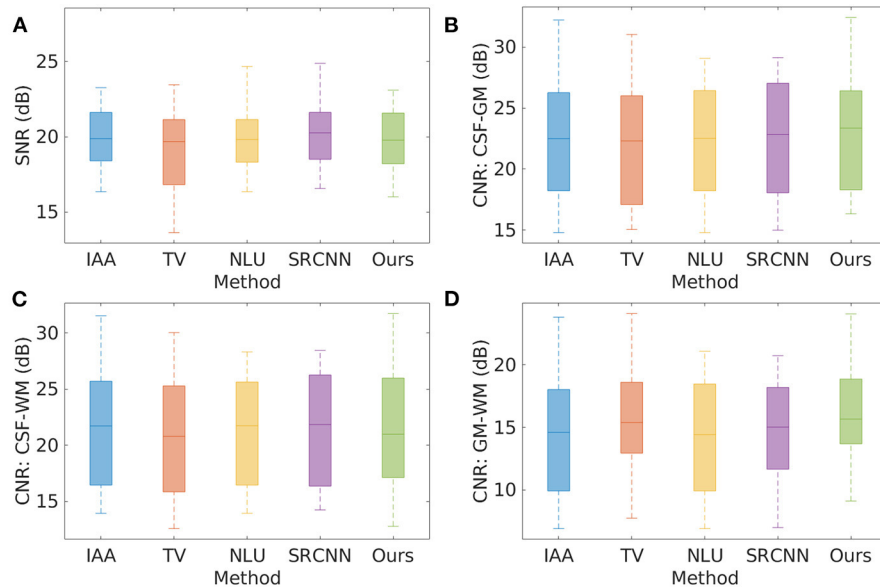 A
SNR (dB)
25
20
15
IAA TV NLU SRCNN Ours
Method
B
CNR: CSF-GM (dB)
30
25
20
15
IAA TV NLU SRCNN Ours
Method
C
CNR: CSF-WM (dB)
30
25
20
15
IAA TV NLU SRCNN Ours
Method
D
CNR: GM-WM (dB)
20
15
10
IAA TV NLU SRCNN Ours
Method